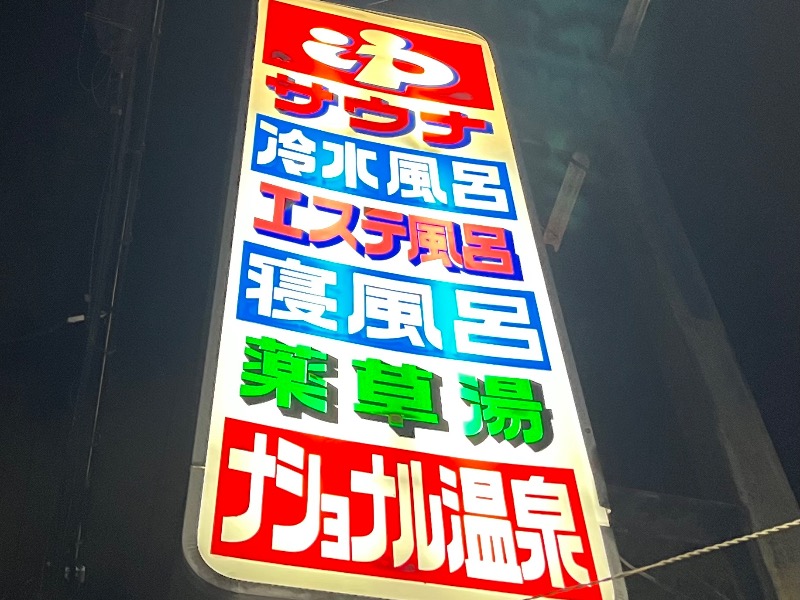 ゆ
サウナ
冷水風呂
エステ風呂
寝風呂
薬草湯
ナショナル温泉